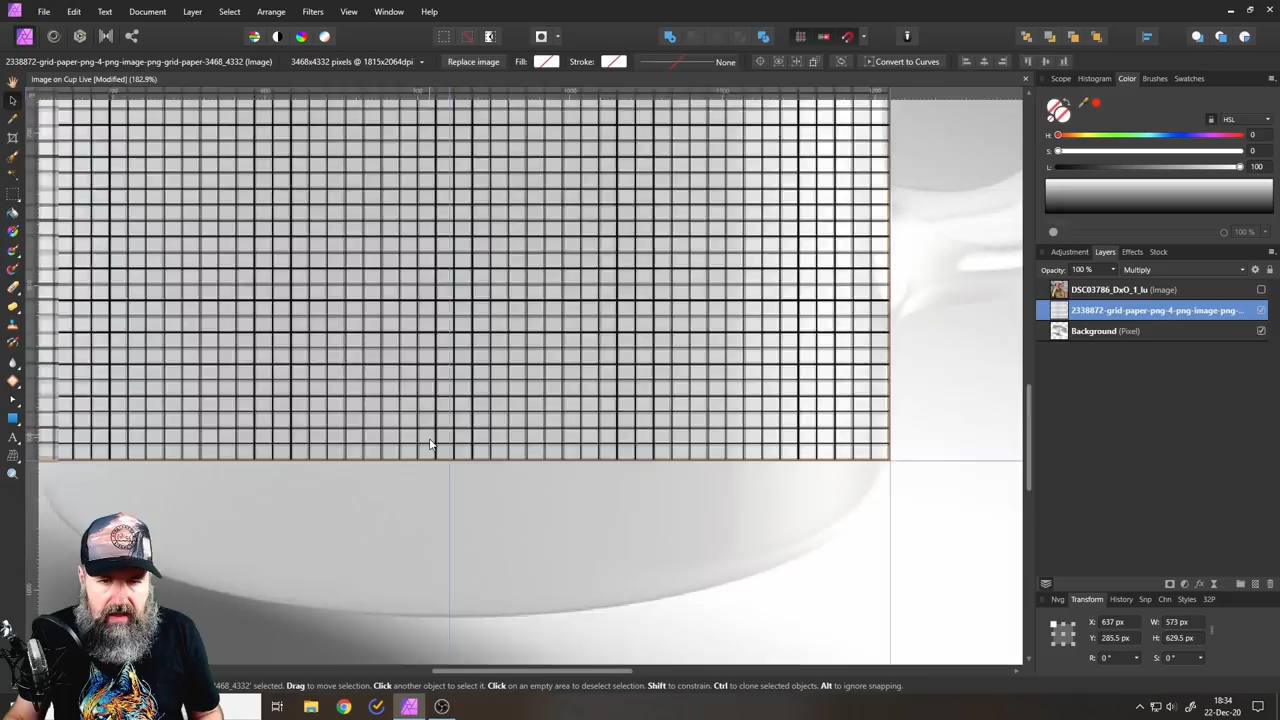 File Edit Text Document Layer Select Arrange Filters View Window Help
2338872-grid-paper-png-4-png-image-png-grid-paper-3468_4332 (Image) 3468x4332 pixels @ 1815x2064dpi Replace image Fill: Stroke: None Convert to Curves
Image on Cup Live [Modified] (182.9%)
Scope Histogram Color Brushes Swatches
HSL
H: 0
S: 0
L: 100
100 %
Adjustment Layers Effects Stock
Opacity: 100 % Multiply
DSC03786_DxO_1_lu (Image)
2338872-grid-paper-png-4-png-image-png-...
Background (Pixel)
Nvg Transform History Snp Chn Styles 32P
X: 637 px W: 573 px
Y: 285.5 px H: 629.5 px
R: 0 ° S: 0 °
3468_4332' selected. Drag to move selection. Click another object to select it. Click on an empty area to deselect selection. Shift to constrain. Ctrl to clone selected objects. Alt to ignore snapping.
18:34
22-Dec-20